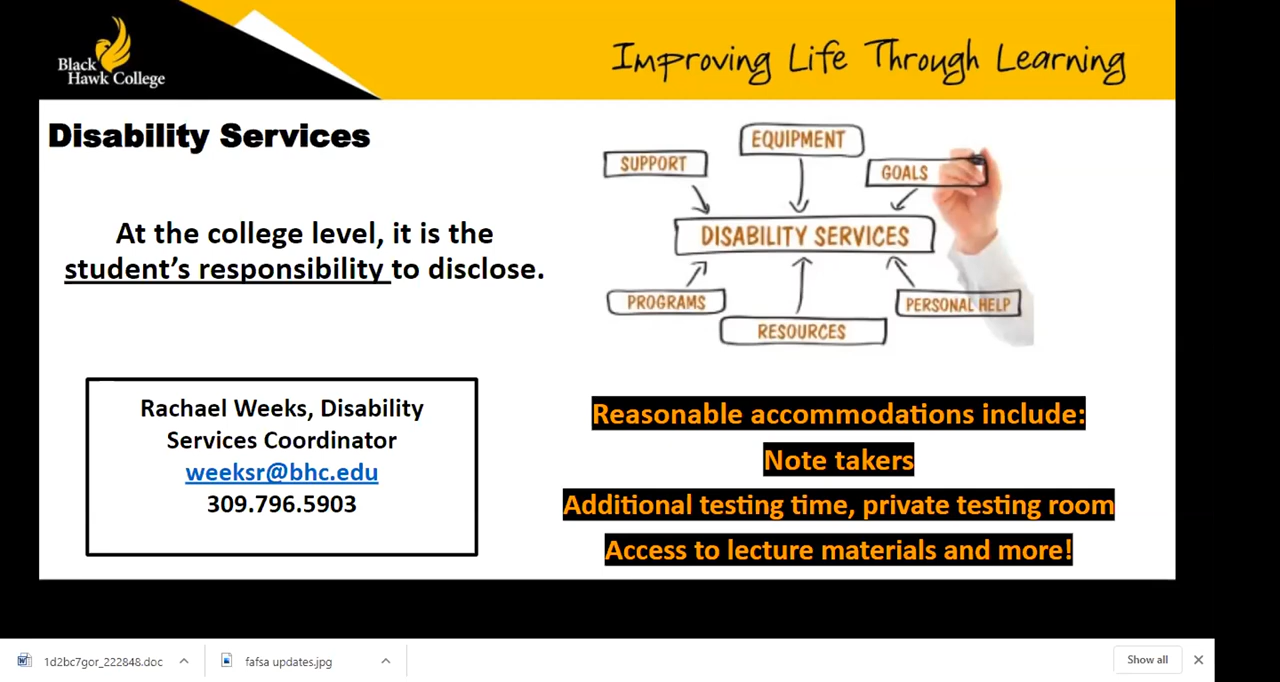 Black
Hawk College
Improving Life Through Learning
Disability Services
At the college level, it is the
student’s responsibility to disclose.
EQUIPMENT
SUPPORT
GOALS
DISABILITY SERVICES
PROGRAMS
PERSONAL HELP
RESOURCES
Rachael Weeks, Disability
Services Coordinator
weeksr@bhc.edu
309.796.5903
Reasonable accommodations include:
Note takers
Additional testing time, private testing room
Access to lecture materials and more!
1d2bc7gor_222848.doc
fafsa updates.jpg
Show all